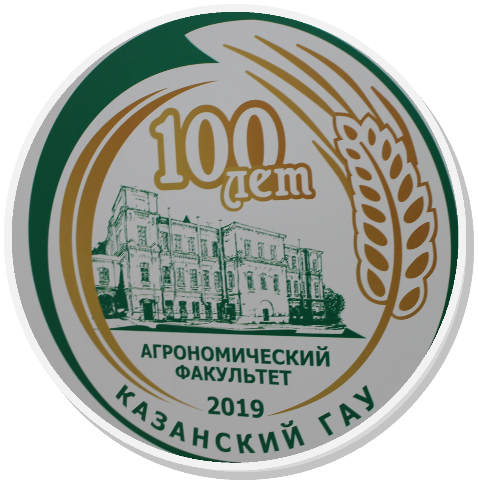 100
лет
АГРОНОМИЧЕСКИЙ
ФАКУЛЬТЕТ
2019
КАЗАНСКИЙ ГАУ